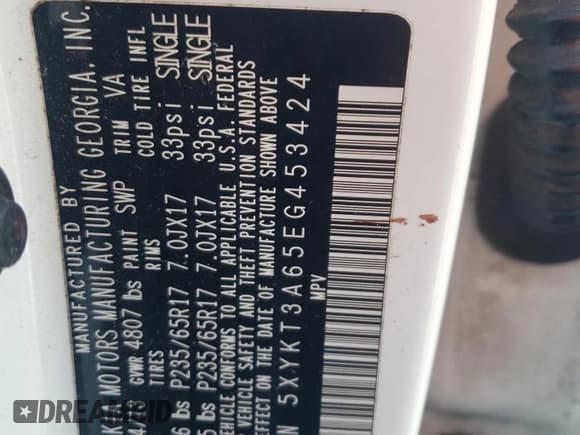 MANUFACTURED BY
MOTORS MANUFACTURING GEORGIA, INC.
GVWR 4807 lbs PAINT SWP TRIM VA
TIRES RIMS COLD TIRE INFL
lbs P235/65R17 7.0JX17 33psi SINGLE
lbs P235/65R17 7.0JX17 33psi SINGLE
VEHICLE CONFORMS TO ALL APPLICABLE U.S.A. FEDERAL
VEHICLE SAFETY AND THEFT PREVENTION STANDARDS
EFFECT ON THE DATE OF MANUFACTURE SHOWN ABOVE
5XYKT3A65EG453424
MPV
DREAMBID